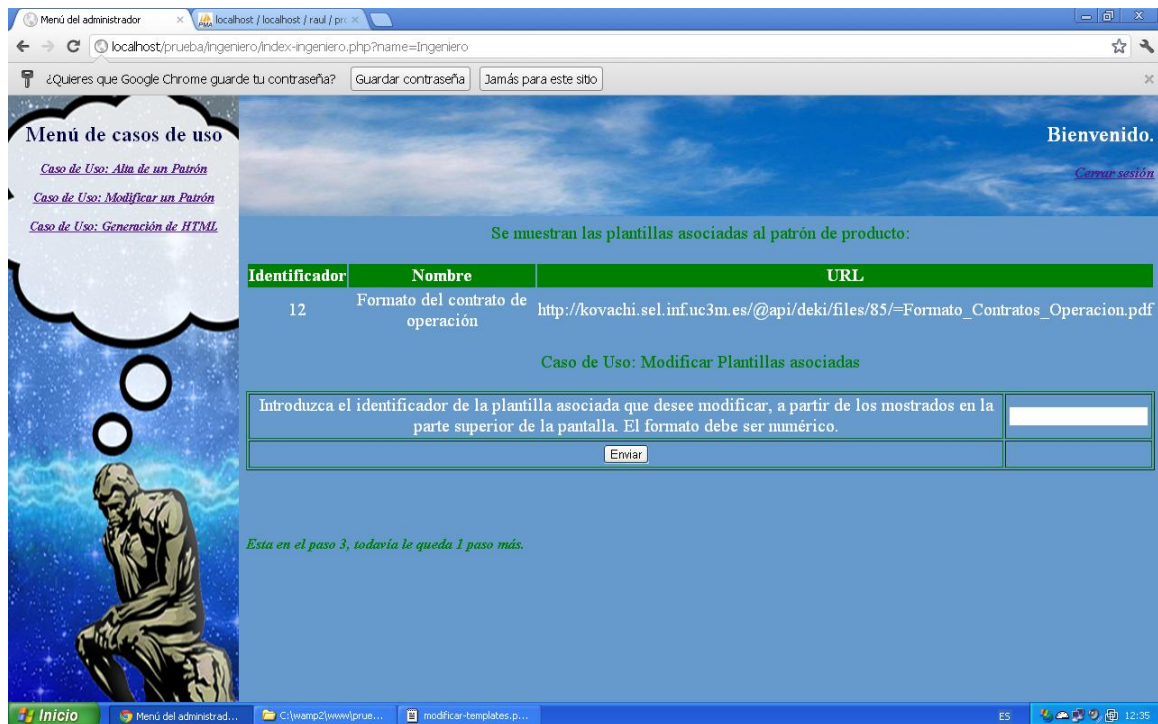 Menú del administrador
localhost / localhost / raul / pro
localhost/prueba/ingeniero/index-ingeniero.php?name=Ingeniero
¿Quieres que Google Chrome guarde tu contraseña? Guardar contraseña Jamás para este sitio
Menú de casos de uso
Caso de Uso: Alta de un Patrón
Caso de Uso: Modificar un Patrón
Caso de Uso: Generación de HTML
Bienvenido.
Cerrar sesión
Se muestran las plantillas asociadas al patrón de producto:
Identificador Nombre URL
12 Formato del contrato de operación http://kovachi.sel.inf.uc3m.es/@api/deki/files/85/=Formato_Contratos_Operacion.pdf
Caso de Uso: Modificar Plantillas asociadas
Introduzca el identificador de la plantilla asociada que desee modificar, a partir de los mostrados en la
parte superior de la pantalla. El formato debe ser numérico.
Enviar
Esta en el paso 3, todavía le queda 1 paso más.
Inicio Menú del administrad... C:\wamp2\www\prue... modificar-templates.p... ES 12:35